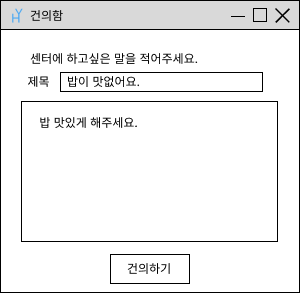 건의함
센터에 하고싶은 말을 적어주세요.
제목 밥이 맛없어요.
밥 맛있게 해주세요.
건의하기